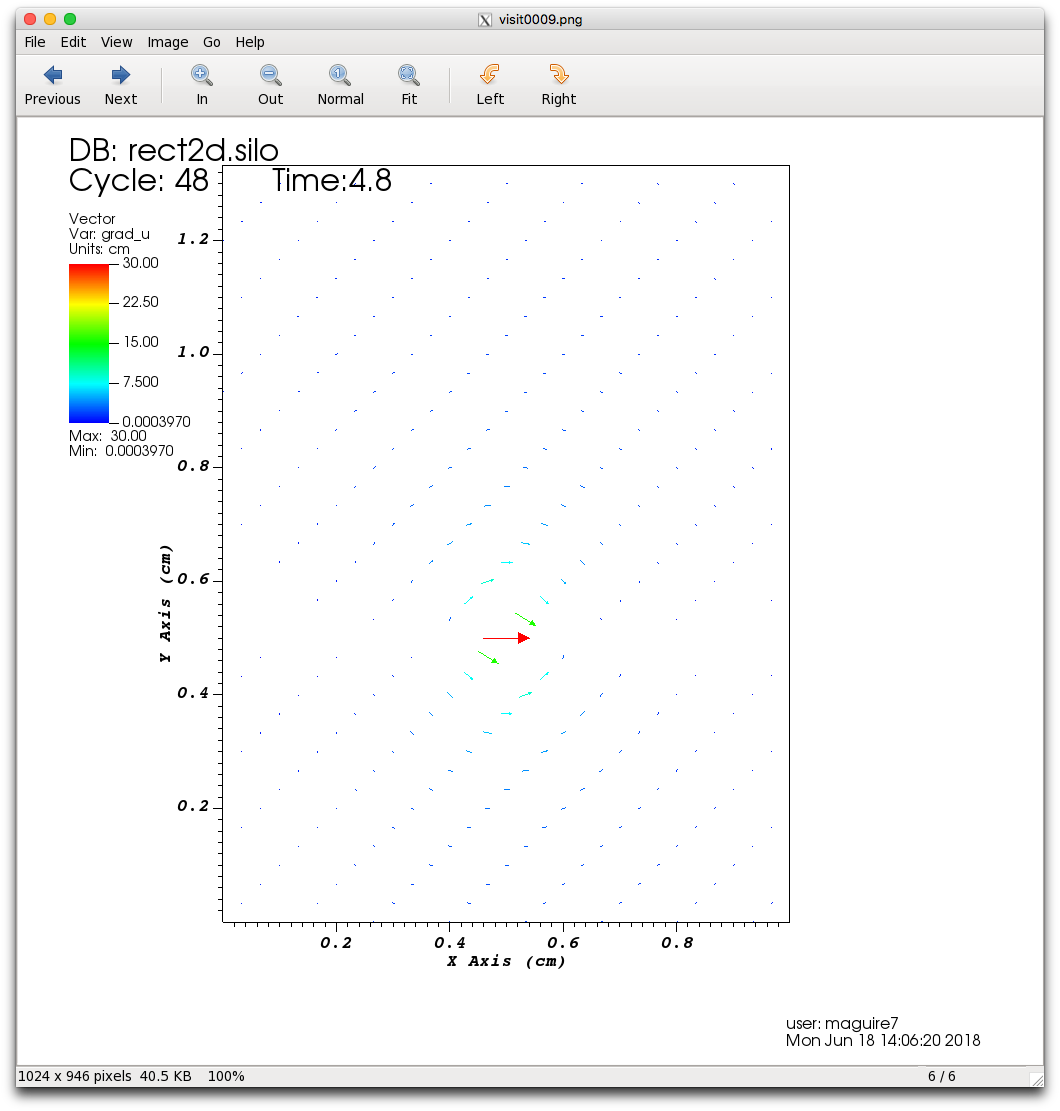 visit0009.png
File Edit View Image Go Help
Previous Next In Out Normal Fit Left Right
DB: rect2d.silo
Cycle: 48 Time:4.8
Vector
Var: grad_u
Units: cm
30.00
22.50
15.00
7.500
0.0003970
Max: 30.00
Min: 0.0003970
1.2
1.0
0.8
0.6
0.4
0.2
Y Axis (cm)
0.2 0.4 0.6 0.8
X Axis (cm)
user: maguire7
Mon Jun 18 14:06:20 2018
1024 x 946 pixels 40.5 KB 100% 6 / 6